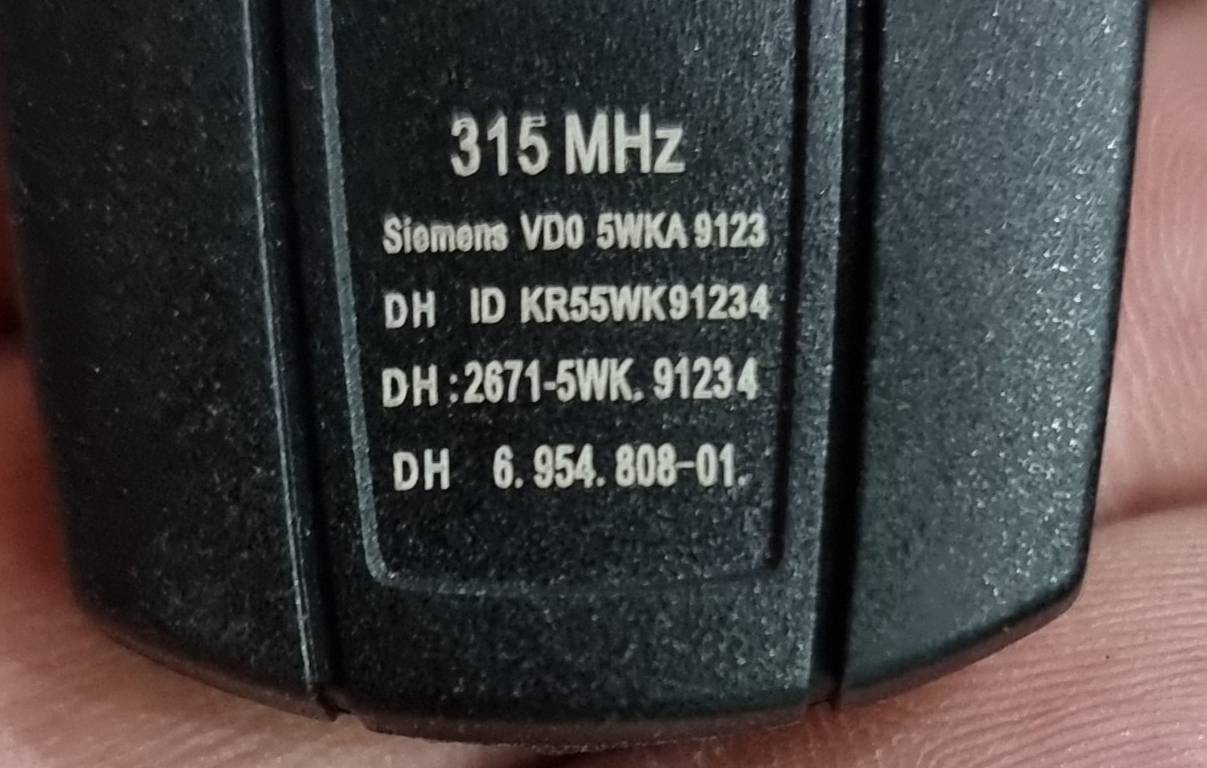 315 MHz
Siemens VD0 5WKA 9123
DH ID KR55WK91234
DH:2671-5WK. 91234
DH 6. 954. 808-01.